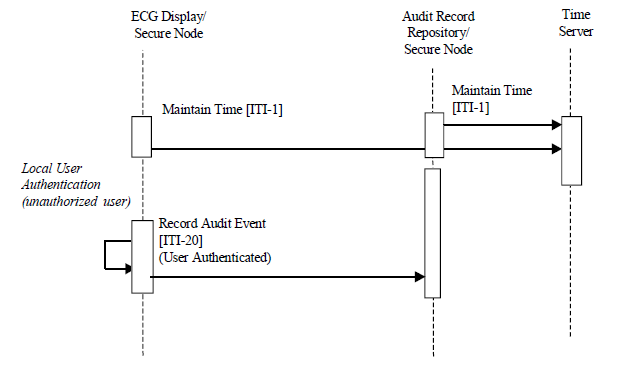 ECG Display/
Secure Node
Audit Record
Repository/
Secure Node
Time
Server
Maintain Time [ITI-1]
Maintain Time
[ITI-1]
Local User
Authentication
(unauthorized user)
Record Audit Event
[ITI-20]
(User Authenticated)